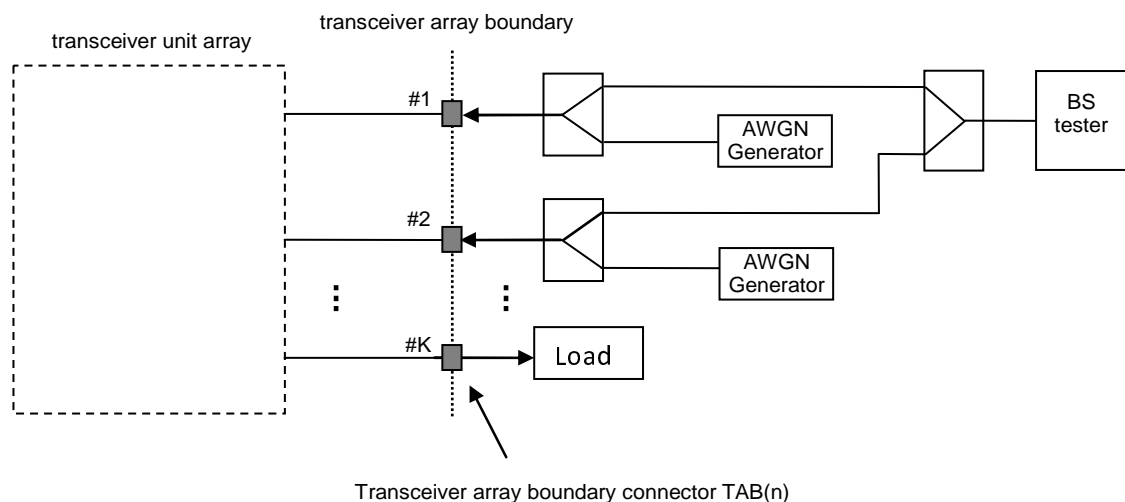 transceiver array boundary
transceiver unit array
#1
BS
tester
AWGN
Generator
#2
AWGN
Generator
#K
Load
Transceiver array boundary connector TAB(n)